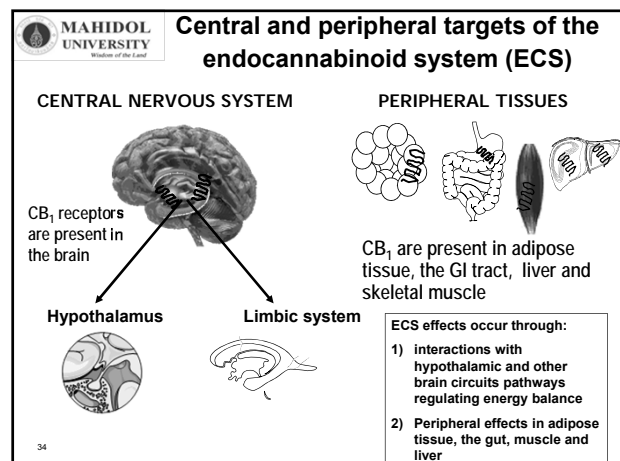 MAHIDOL
UNIVERSITY
Wisdom of the Land
Central and peripheral targets of the
endocannabinoid system (ECS)
CENTRAL NERVOUS SYSTEM
CB1 receptors
are present in
the brain
Hypothalamus
Limbic system
PERIPHERAL TISSUES
CB1 are present in adipose
tissue, the GI tract, liver and
skeletal muscle
ECS effects occur through:
1) interactions with
hypothalamic and other
brain circuits pathways
regulating energy balance
2) Peripheral effects in adipose
tissue, the gut, muscle and
liver
34